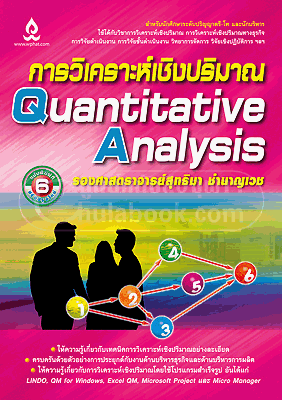 สำหรับนักศึกษาระดับปริญญาตรี-โท และนักบริหาร
ใช้ได้กับวิชาการวิเคราะห์เชิงปริมาณ การวิเคราะห์เชิงปริมาณทางธุรกิจ
การวิจัยดำเนินงาน การวิจัยขั้นดำเนินงาน วิทยาการจัดการ วิจัยเชิงปฏิบัติการ ฯลฯ
www.wphat.com
การวิเคราะห์เชิงปริมาณ
Quantitative
Analysis
รองศาสตราจารย์สุทธิมา ชำนาญเวช
6
chulabook.com
1
2
3
4
5
6
ให้ความรู้เกี่ยวกับเทคนิคการวิเคราะห์เชิงปริมาณอย่างละเอียด
ครบครันด้วยตัวอย่างการประยุกต์กับงานด้านบริหารธุรกิจและด้านบริหารการผลิต
ให้ความรู้เกี่ยวกับการวิเคราะห์เชิงปริมาณโดยใช้โปรแกรมสำเร็จรูป อันได้แก่
LINDO, QM for Windows, Excel QM, Microsoft Project และ Micro Manager